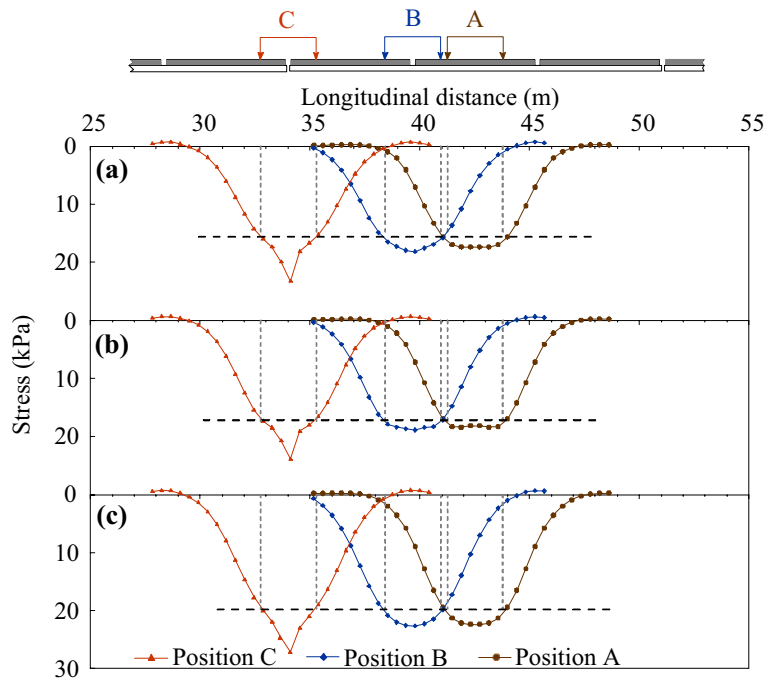 C B A
Longitudinal distance (m)
25 30 35 40 45 50 55
0
(a)
10
20
0
(b)
10
Stress (kPa)
20
0
(c)
10
20
30
Position C Position B Position A